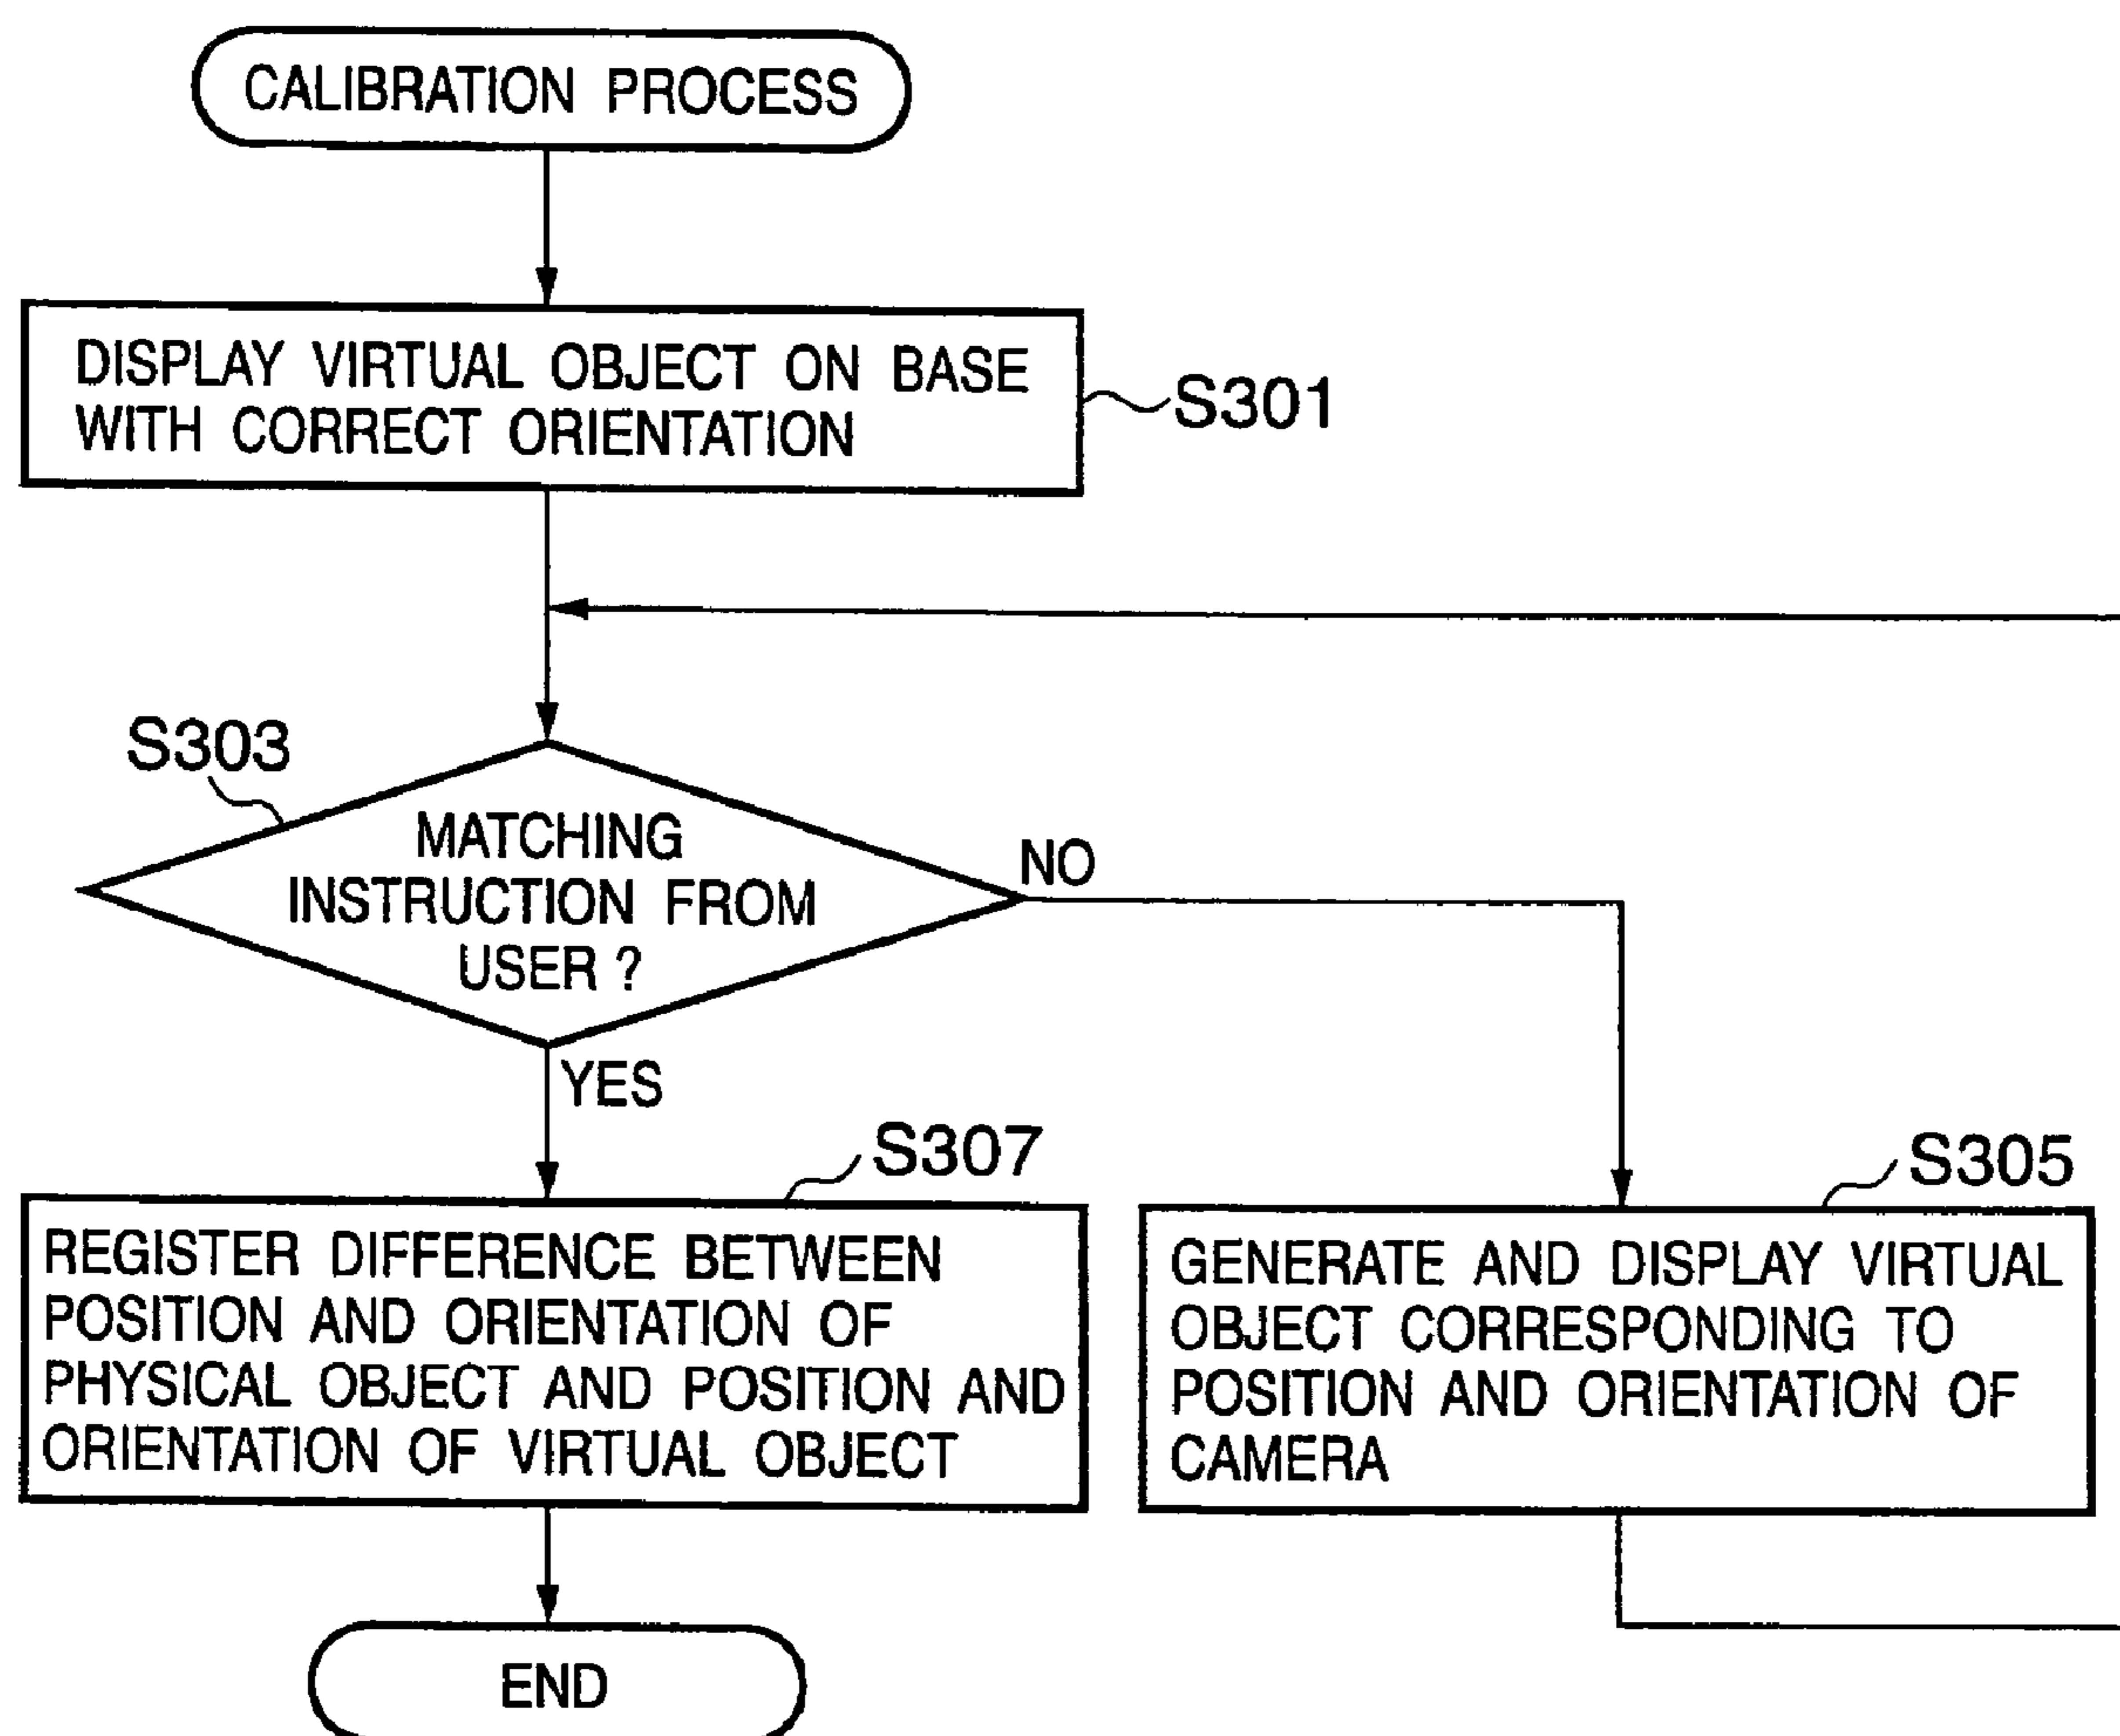 CALIBRATION PROCESS
DISPLAY VIRTUAL OBJECT ON BASE
WITH CORRECT ORIENTATION
S301
S303
MATCHING
INSTRUCTION FROM
USER ?
NO
YES
S307
REGISTER DIFFERENCE BETWEEN
POSITION AND ORIENTATION OF
PHYSICAL OBJECT AND POSITION AND
ORIENTATION OF VIRTUAL OBJECT
S305
GENERATE AND DISPLAY VIRTUAL
OBJECT CORRESPONDING TO
POSITION AND ORIENTATION OF
CAMERA
END